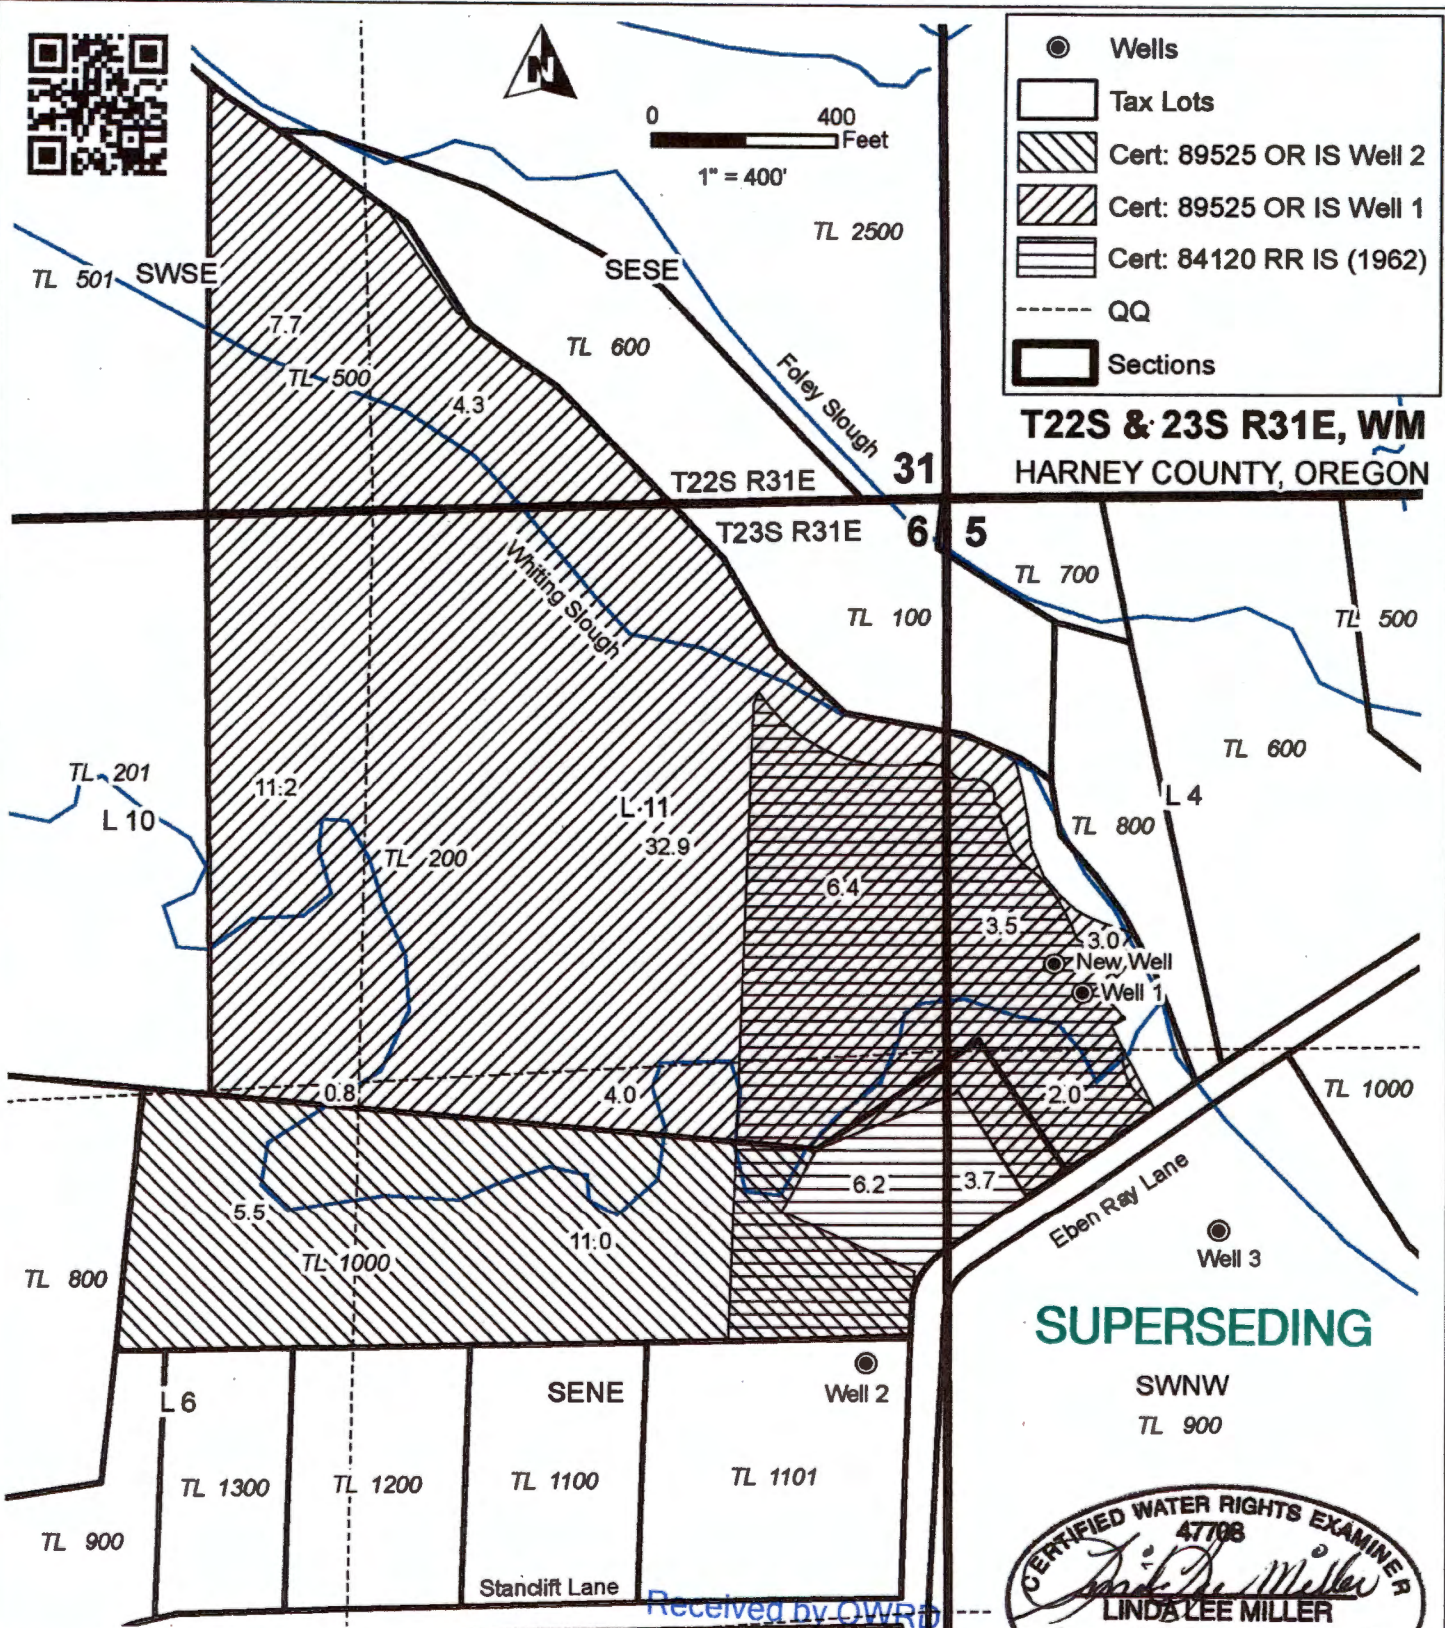 N
0 400
Feet
1" = 400'
Wells
Tax Lots
Cert: 89525 OR IS Well 2
Cert: 89525 OR IS Well 1
Cert: 84120 RR IS (1962)
QQ
Sections
T22S & 23S R31E, WM
HARNEY COUNTY, OREGON
TL 2500
TL 501
SWSE
SESE
7.7
TL 600
TL 500
4.3
Foley Slough
31
T22S R31E
T23S R31E
6
5
Whiting Slough
TL 700
TL 100
TL 500
TL 600
TL 201
11.2
L 10
L 11
32.9
L 4
TL 800
TL 200
6.4
3.5
3.0
New Well
Well 1
0.8
4.0
2.0
TL 1000
6.2
3.7
Eben Ray Lane
5.5
11.0
TL 1000
TL 800
Well 3
SUPERSEDING
SWNW
TL 900
L 6
SENE
Well 2
TL 1300
TL 1200
TL 1100
TL 1101
TL 900
Stanclift Lane
Received by OWRD
CERTIFIED WATER RIGHTS EXAMINER
47708
Linda Lee Miller
LINDA LEE MILLER